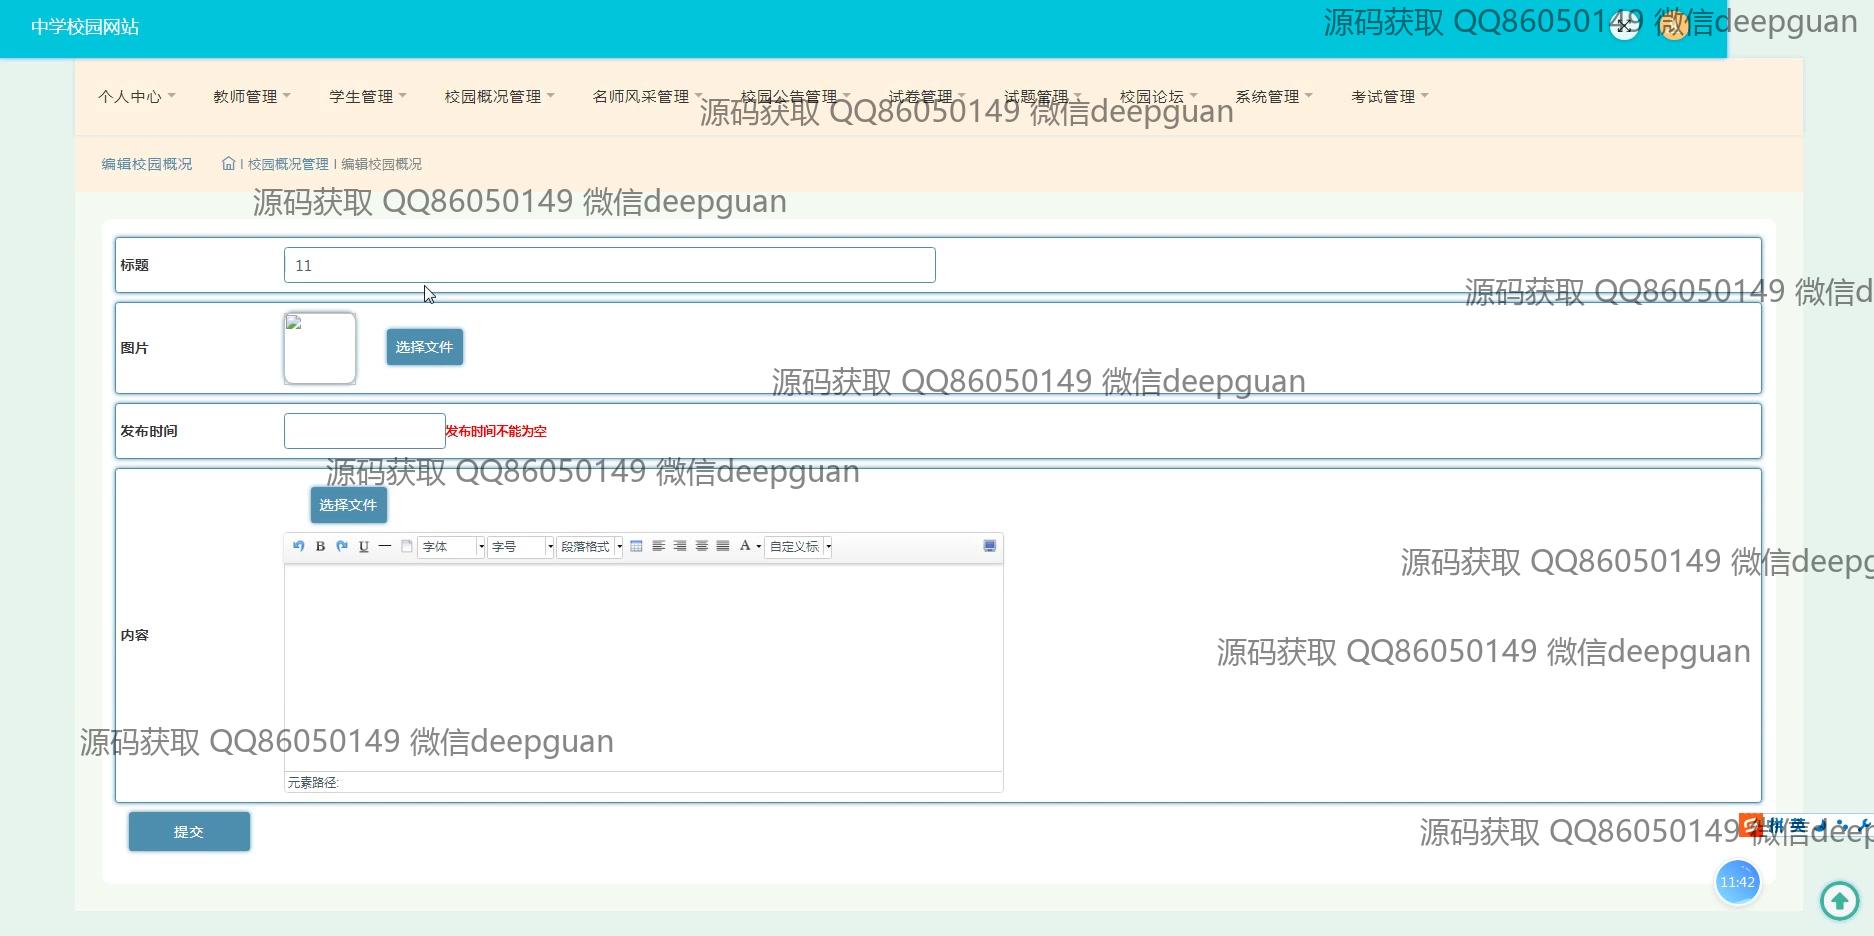 中学校园网站
源码获取 QQ86050149 微信deepguan
个人中心 教师管理 学生管理 校园概况管理 名师风采管理 校园公告管理 试卷管理 试题管理 校园论坛 系统管理 考试管理
源码获取 QQ86050149 微信deepguan
编辑校园概况 I 校园概况管理 I 编辑校园概况
源码获取 QQ86050149 微信deepguan
标题 11
源码获取 QQ86050149 微信d
图片 选择文件
源码获取 QQ86050149 微信deepguan
发布时间 发布时间不能为空
源码获取 QQ86050149 微信deepguan
选择文件
B U 字体 字号 段落格式 A 自定义标
源码获取 QQ86050149 微信deepg
内容
源码获取 QQ86050149 微信deepguan
源码获取 QQ86050149 微信deepguan
元素路径:
提交
源码获取 QQ86050149 微信deep
拼 英
11:42